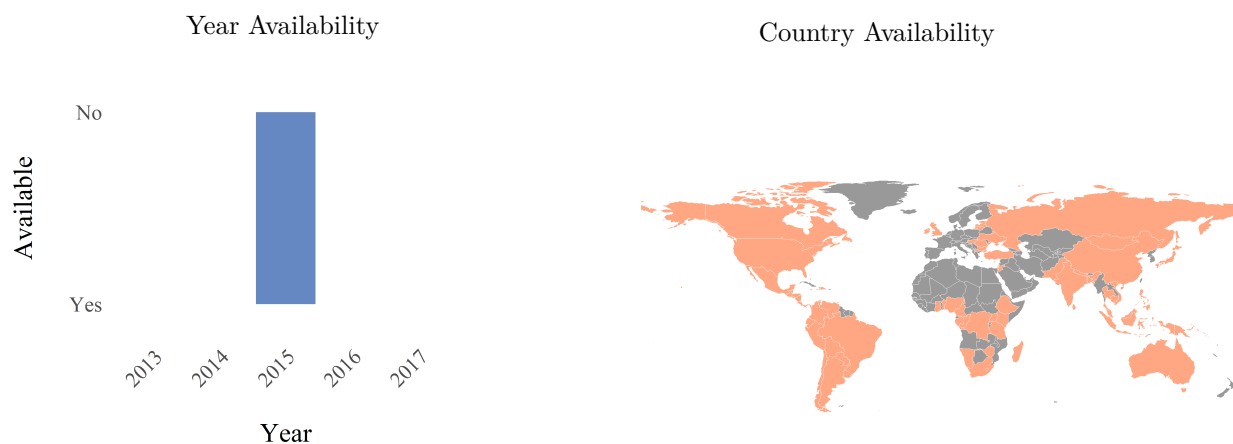 Year Availability
Country Availability
Available
No
Yes
2013
2014
2015
2016
2017
Year